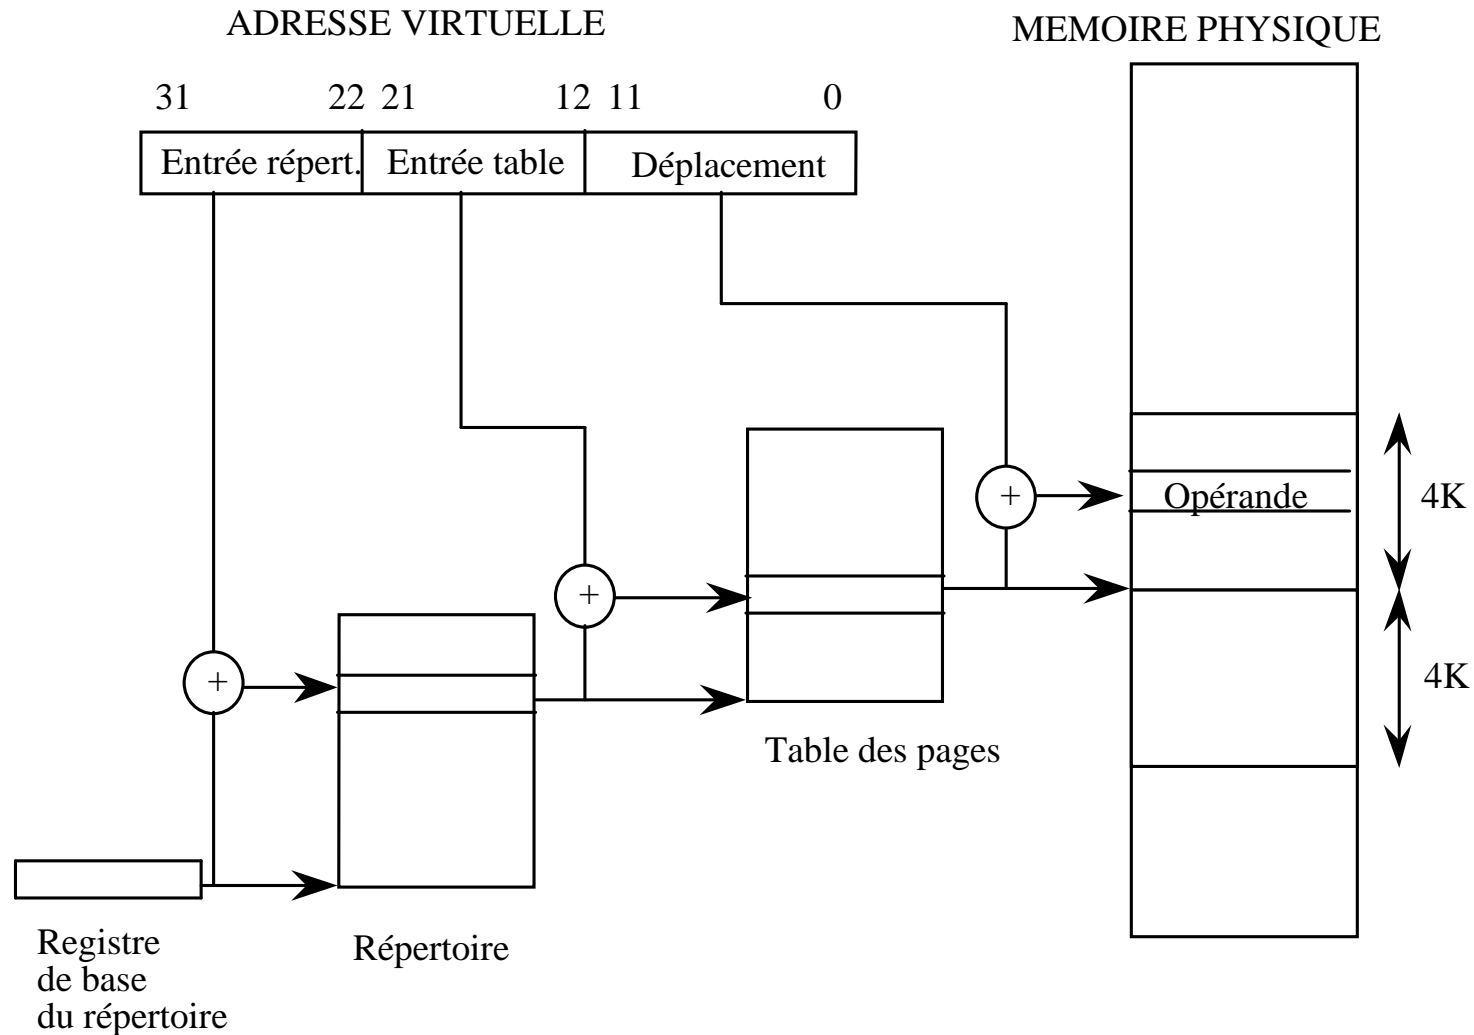 ADRESSE VIRTUELLE
MEMOIRE PHYSIQUE
31 22 21 12 11 0
Entrée répert. Entrée table Déplacement
+ Opérande 4K
+
+ 4K
Table des pages
Registre
de base
du répertoire
Répertoire